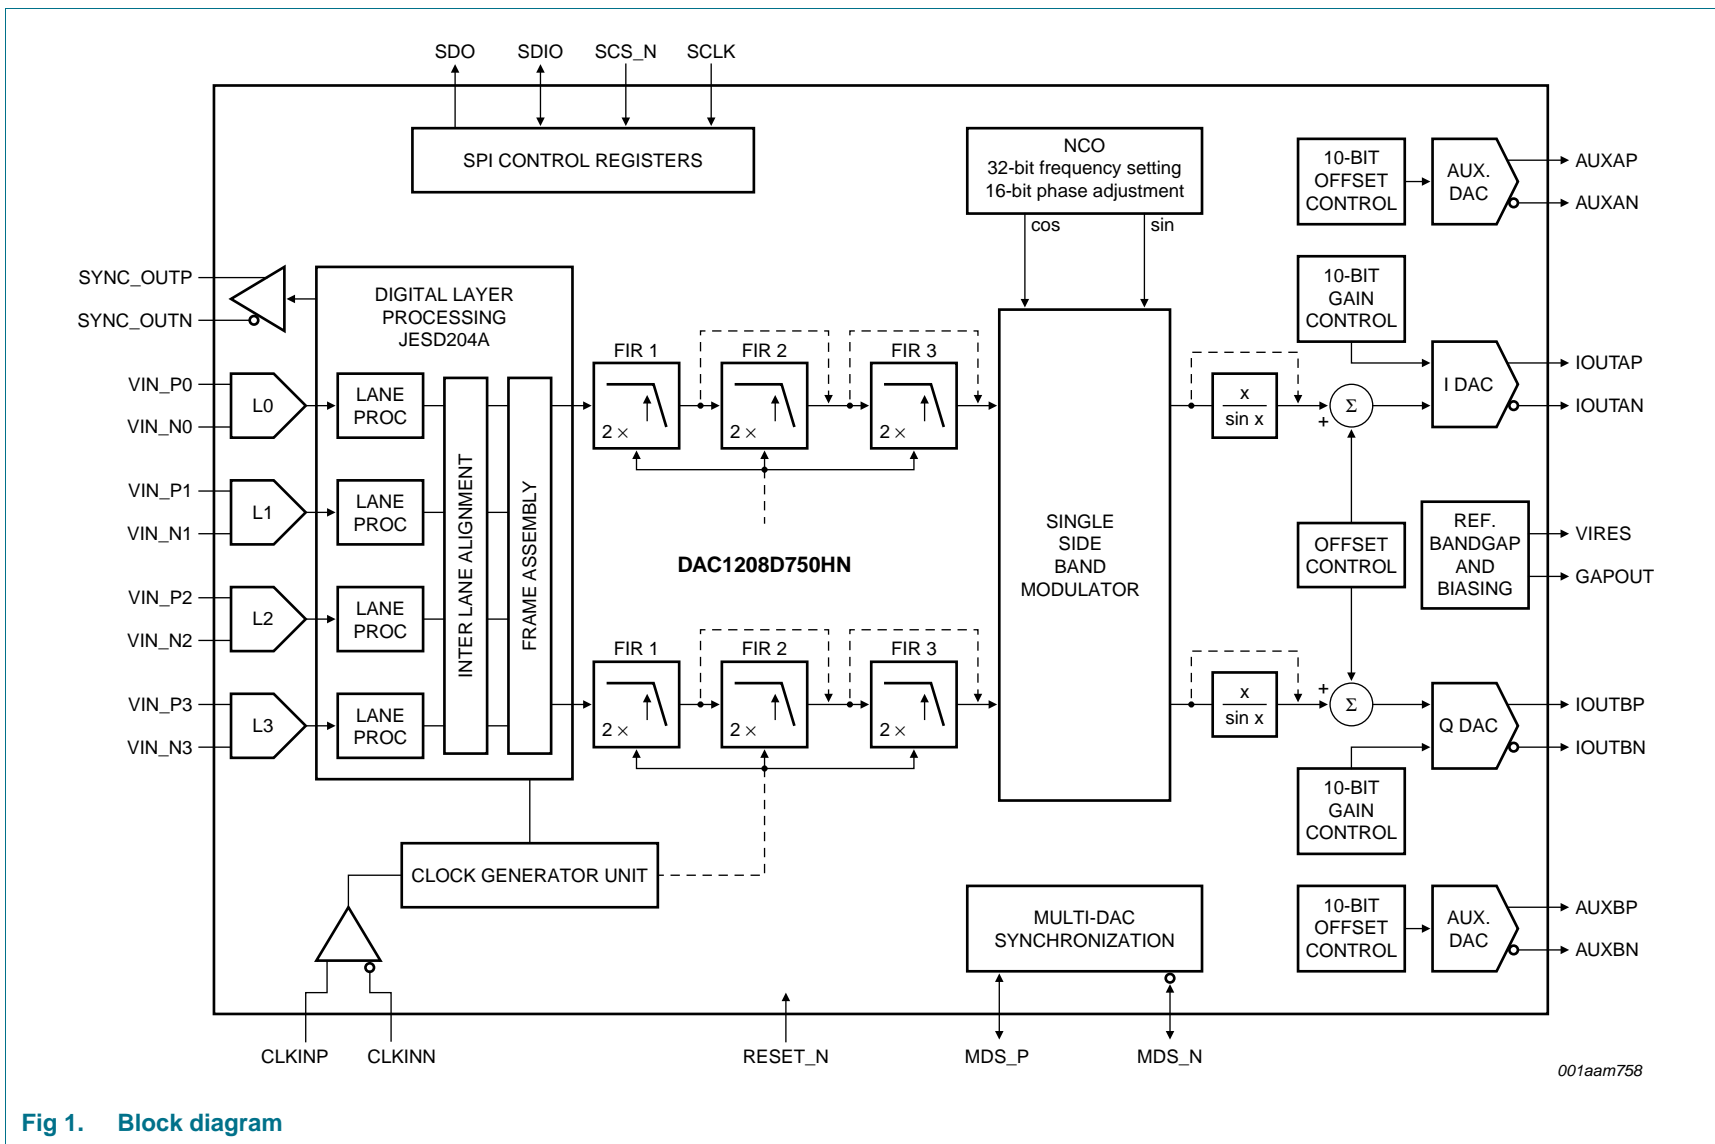 SDO SDIO SCS_N SCLK
SPI CONTROL REGISTERS
NCO
32-bit frequency setting
16-bit phase adjustment
cos sin
10-BIT
OFFSET
CONTROL
AUX.
DAC
AUXAP
AUXAN
SYNC_OUTP
SYNC_OUTN
DIGITAL LAYER
PROCESSING
JESD204A
10-BIT
GAIN
CONTROL
VIN_P0
VIN_N0
L0
LANE
PROC
VIN_P1
VIN_N1
L1
LANE
PROC
VIN_P2
VIN_N2
L2
LANE
PROC
VIN_P3
VIN_N3
L3
LANE
PROC
INTER LANE ALIGNMENT
FRAME ASSEMBLY
FIR 1 FIR 2 FIR 3
2 × 2 × 2 ×
DAC1208D750HN
FIR 1 FIR 2 FIR 3
2 × 2 × 2 ×
SINGLE
SIDE
BAND
MODULATOR
x
sin x
+
Σ
I DAC
IOUTAP
IOUTAN
OFFSET
CONTROL
REF.
BANDGAP
AND
BIASING
VIRES
GAPOUT
x
sin x
+
Σ
Q DAC
IOUTBP
IOUTBN
10-BIT
GAIN
CONTROL
CLOCK GENERATOR UNIT
MULTI-DAC
SYNCHRONIZATION
10-BIT
OFFSET
CONTROL
AUX.
DAC
AUXBP
AUXBN
CLKINP CLKINN RESET_N MDS_P MDS_N
001aam758
Fig 1. Block diagram